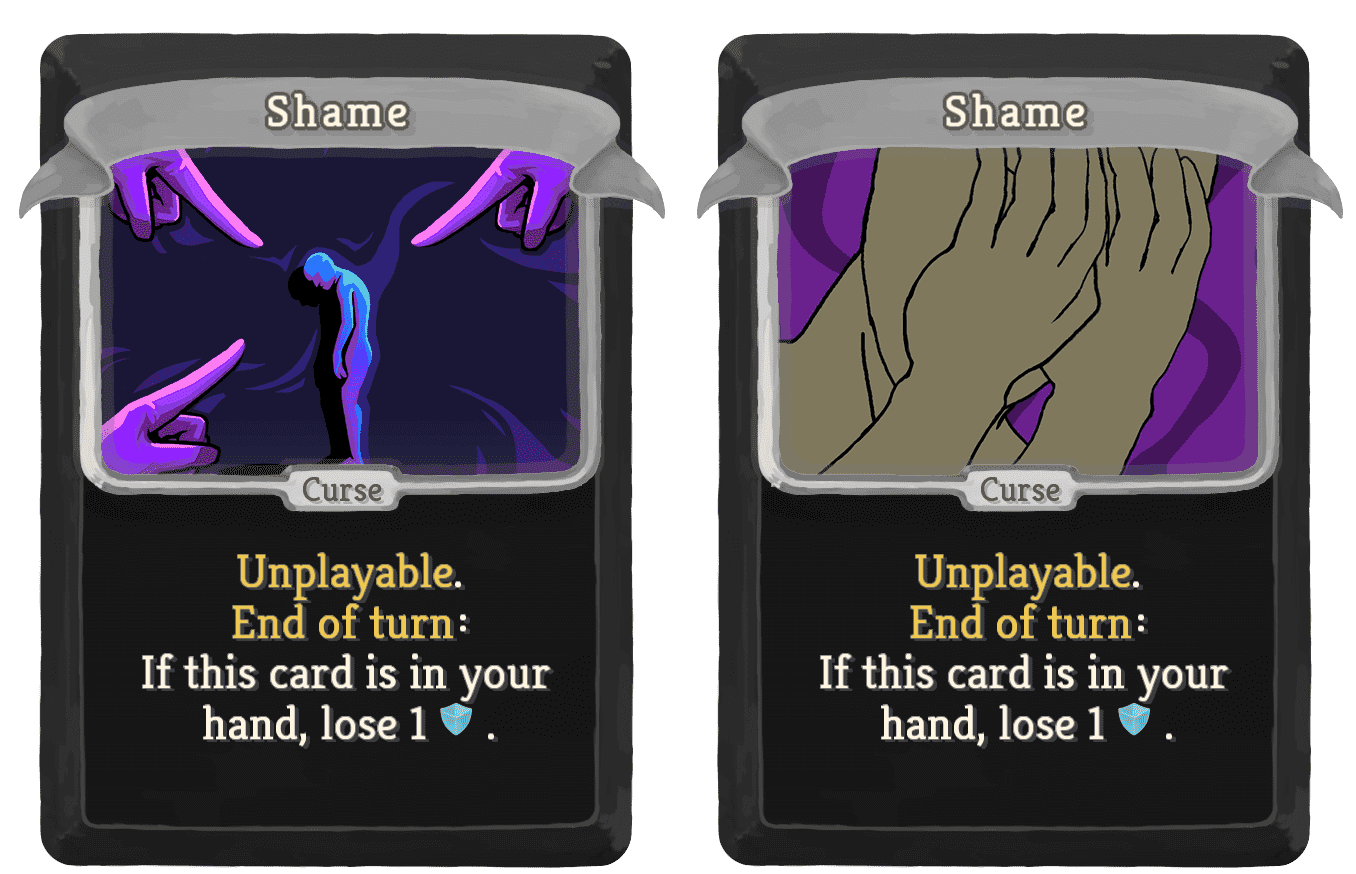 Shame
Curse
Unplayable.
End of turn:
If this card is in your
hand, lose 1 .
Shame
Curse
Unplayable.
End of turn:
If this card is in your
hand, lose 1 .